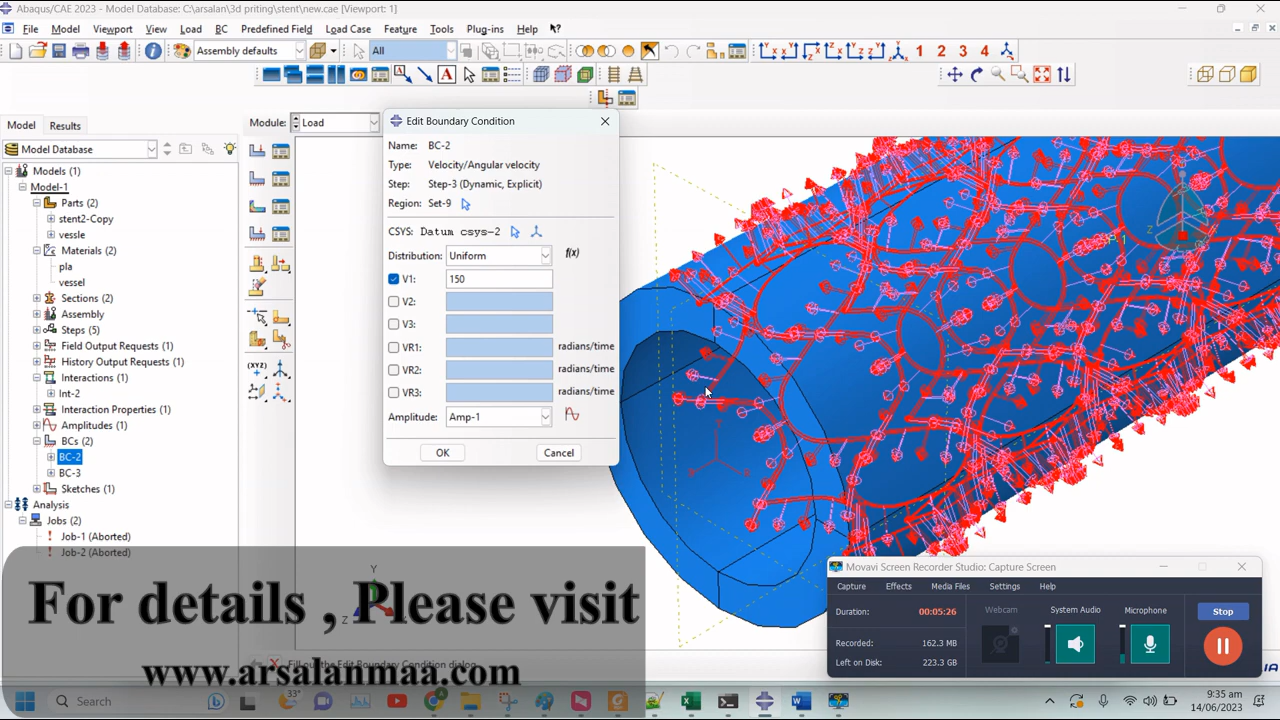 Abaqus/CAE 2023 - Model Database: C:\arsalan\3d priting\stent\new.cae [Viewport: 1]
File Model Viewport View Load BC Predefined Field Load Case Feature Tools Plug-ins Help
Assembly defaults All 1 2 3 4
A A
Model Results
Module: Load
Model Database
Models (1)
Model-1
Parts (2)
stent2-Copy
vessle
Materials (2)
pla
vessel
Sections (2)
Assembly
Steps (5)
Field Output Requests (1)
History Output Requests (1)
Interactions (1)
Int-2
Interaction Properties (1)
Amplitudes (1)
BCs (2)
BC-2
BC-3
Sketches (1)
Analysis
Jobs (2)
Job-1 (Aborted)
Job-2 (Aborted)
(XYZ)
Edit Boundary Condition
Name: BC-2
Type: Velocity/Angular velocity
Step: Step-3 (Dynamic, Explicit)
Region: Set-9
CSYS: Datum csys-2
Distribution: Uniform f(x)
V1: 150
V2:
V3:
VR1: radians/time
VR2: radians/time
VR3: radians/time
Amplitude: Amp-1
OK Cancel
Y
Z
Fill out the Edit Boundary Condition dialog
For details , Please visit
www.arsalanmaa.com
Movavi Screen Recorder Studio: Capture Screen
Capture Effects Media Files Settings Help
Duration: 00:05:26
Recorded: 162.3 MB
Left on Disk: 223.3 GB
Webcam System Audio Microphone
Stop
Search
33°
9:35 am
14/06/2023